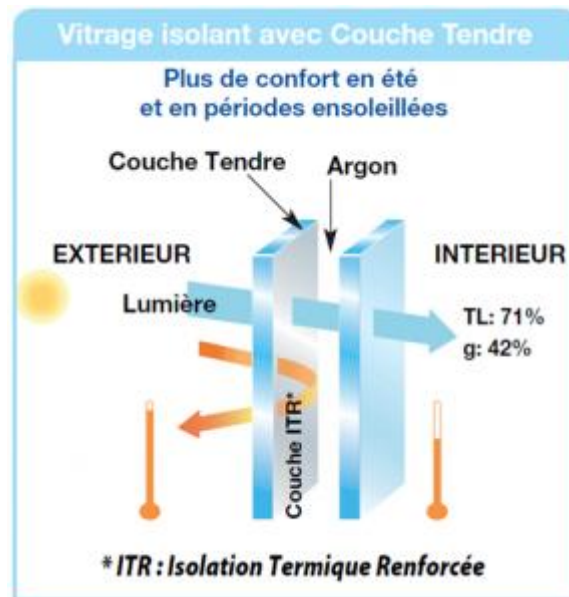 Vitrage isolant avec Couche Tendre
Plus de confort en été
et en périodes ensoleillées
Couche Tendre
Argon
EXTERIEUR
INTERIEUR
Lumière
TL: 71%
g: 42%
Couche ITR*
* ITR : Isolation Termique Renforcée